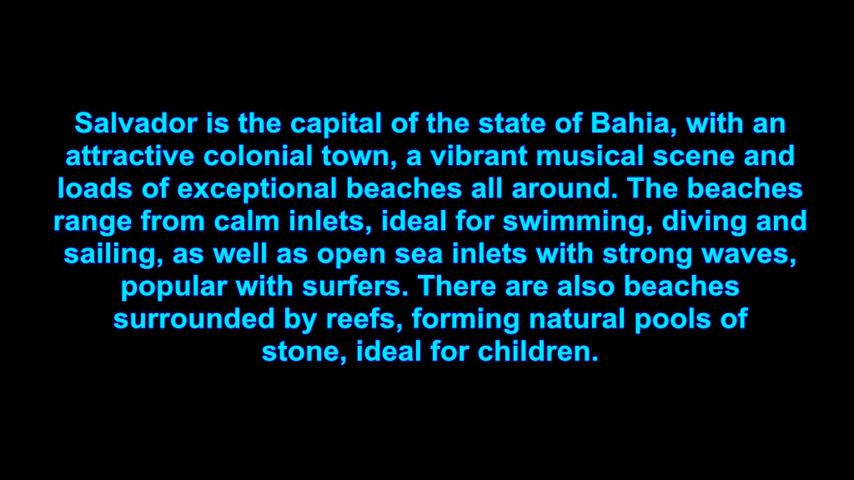 Salvador is the capital of the state of Bahia, with an
attractive colonial town, a vibrant musical scene and
loads of exceptional beaches all around. The beaches
range from calm inlets, ideal for swimming, diving and
sailing, as well as open sea inlets with strong waves,
popular with surfers. There are also beaches
surrounded by reefs, forming natural pools of
stone, ideal for children.